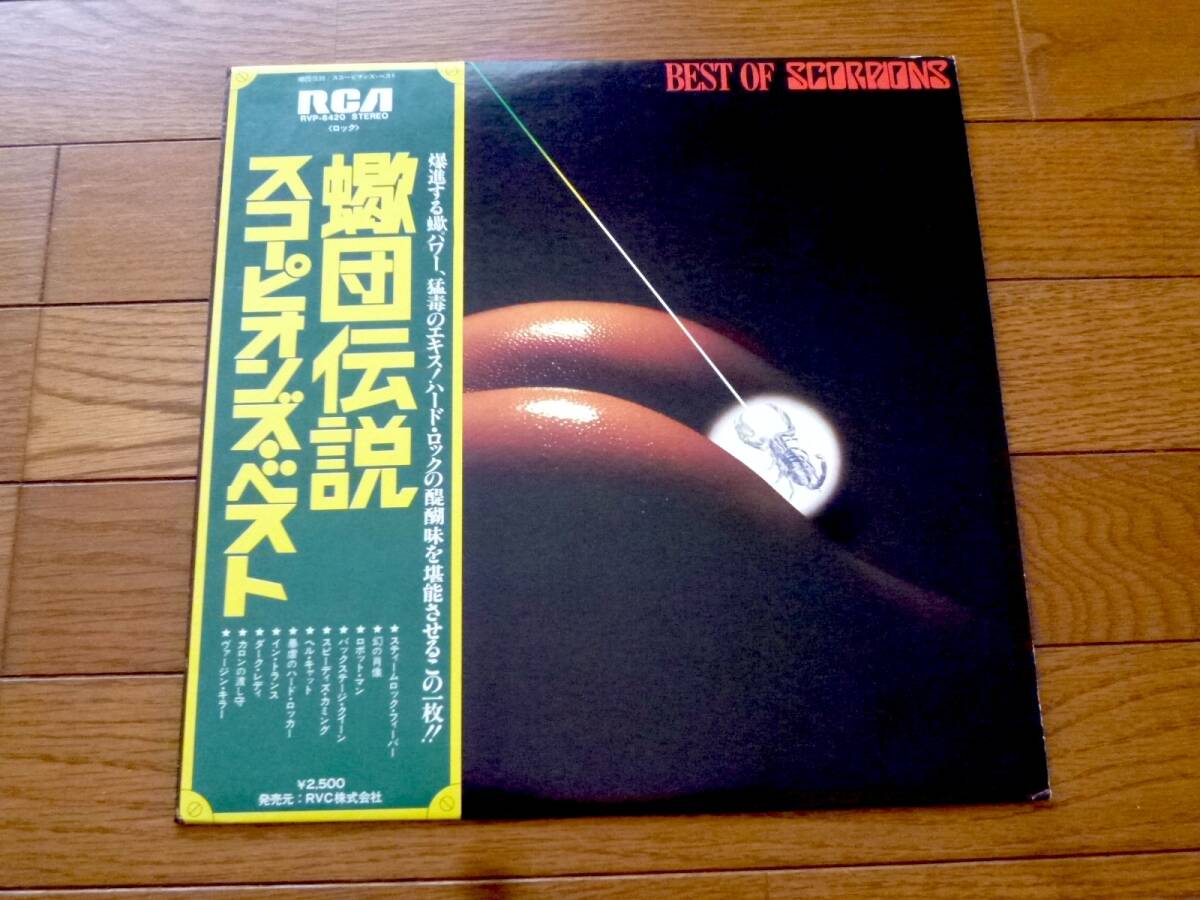 RCA
RVP-6420 STEREO
〈ロック〉
蠍団伝説
スコーピオンズ・ベスト
爆進する蠍パワー、猛毒のエキス!ハード・ロックの醍醐味を堪能させるこの一枚!!
★スティームロック・フィーバー
★幻の肖像
★ロボット・マン
★バックステージ・クイーン
★スピーディズ・カミング
★ヘル・キャット
★暴虐のハード・ロッカー
★イン・トランス
★ダーク・レディ
★カロンの渡し守
★ヴァージン・キラー
¥2,500
発売元:RVC株式会社
BEST OF SCORPIONS